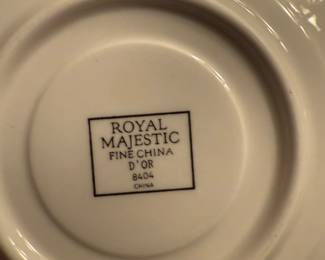 ROYAL
MAJESTIC
FINE CHINA
D'OR
8404
CHINA